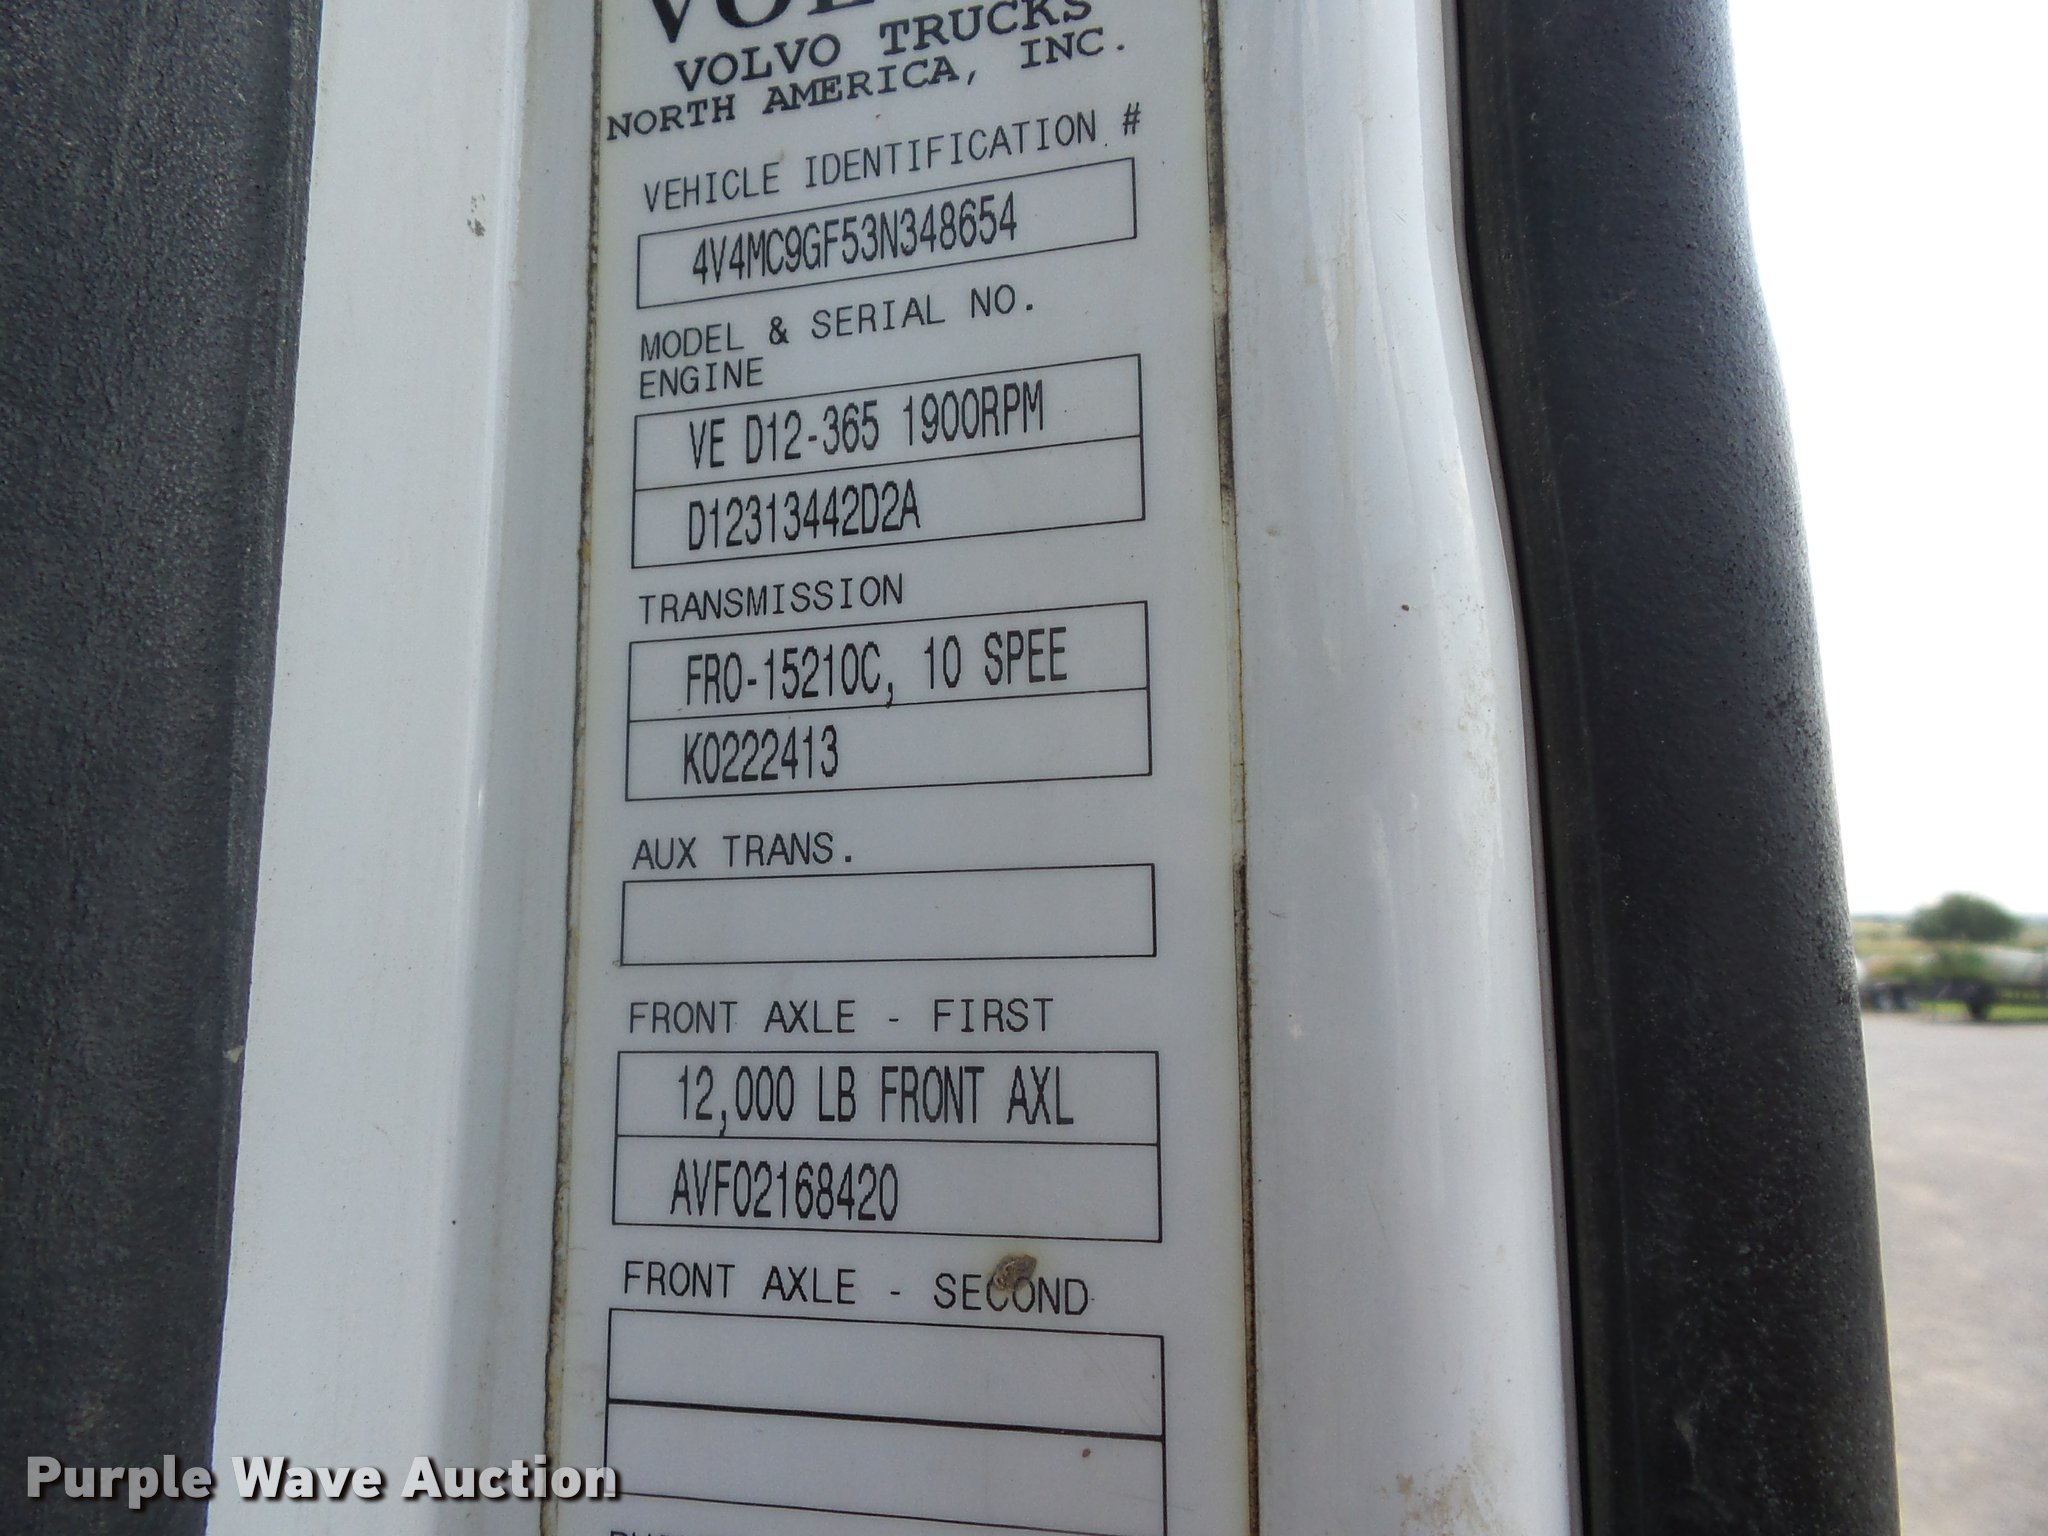 VOLVO TRUCKS
NORTH AMERICA, INC.
VEHICLE IDENTIFICATION #
4V4MC9GF53N348654
MODEL & SERIAL NO.
ENGINE
VE D12-365 1900RPM
D12313442D2A
TRANSMISSION
FRO-15210C, 10 SPEE
K0222413
AUX TRANS.
FRONT AXLE - FIRST
12,000 LB FRONT AXL
AVF02168420
FRONT AXLE - SECOND
Purple Wave Auction